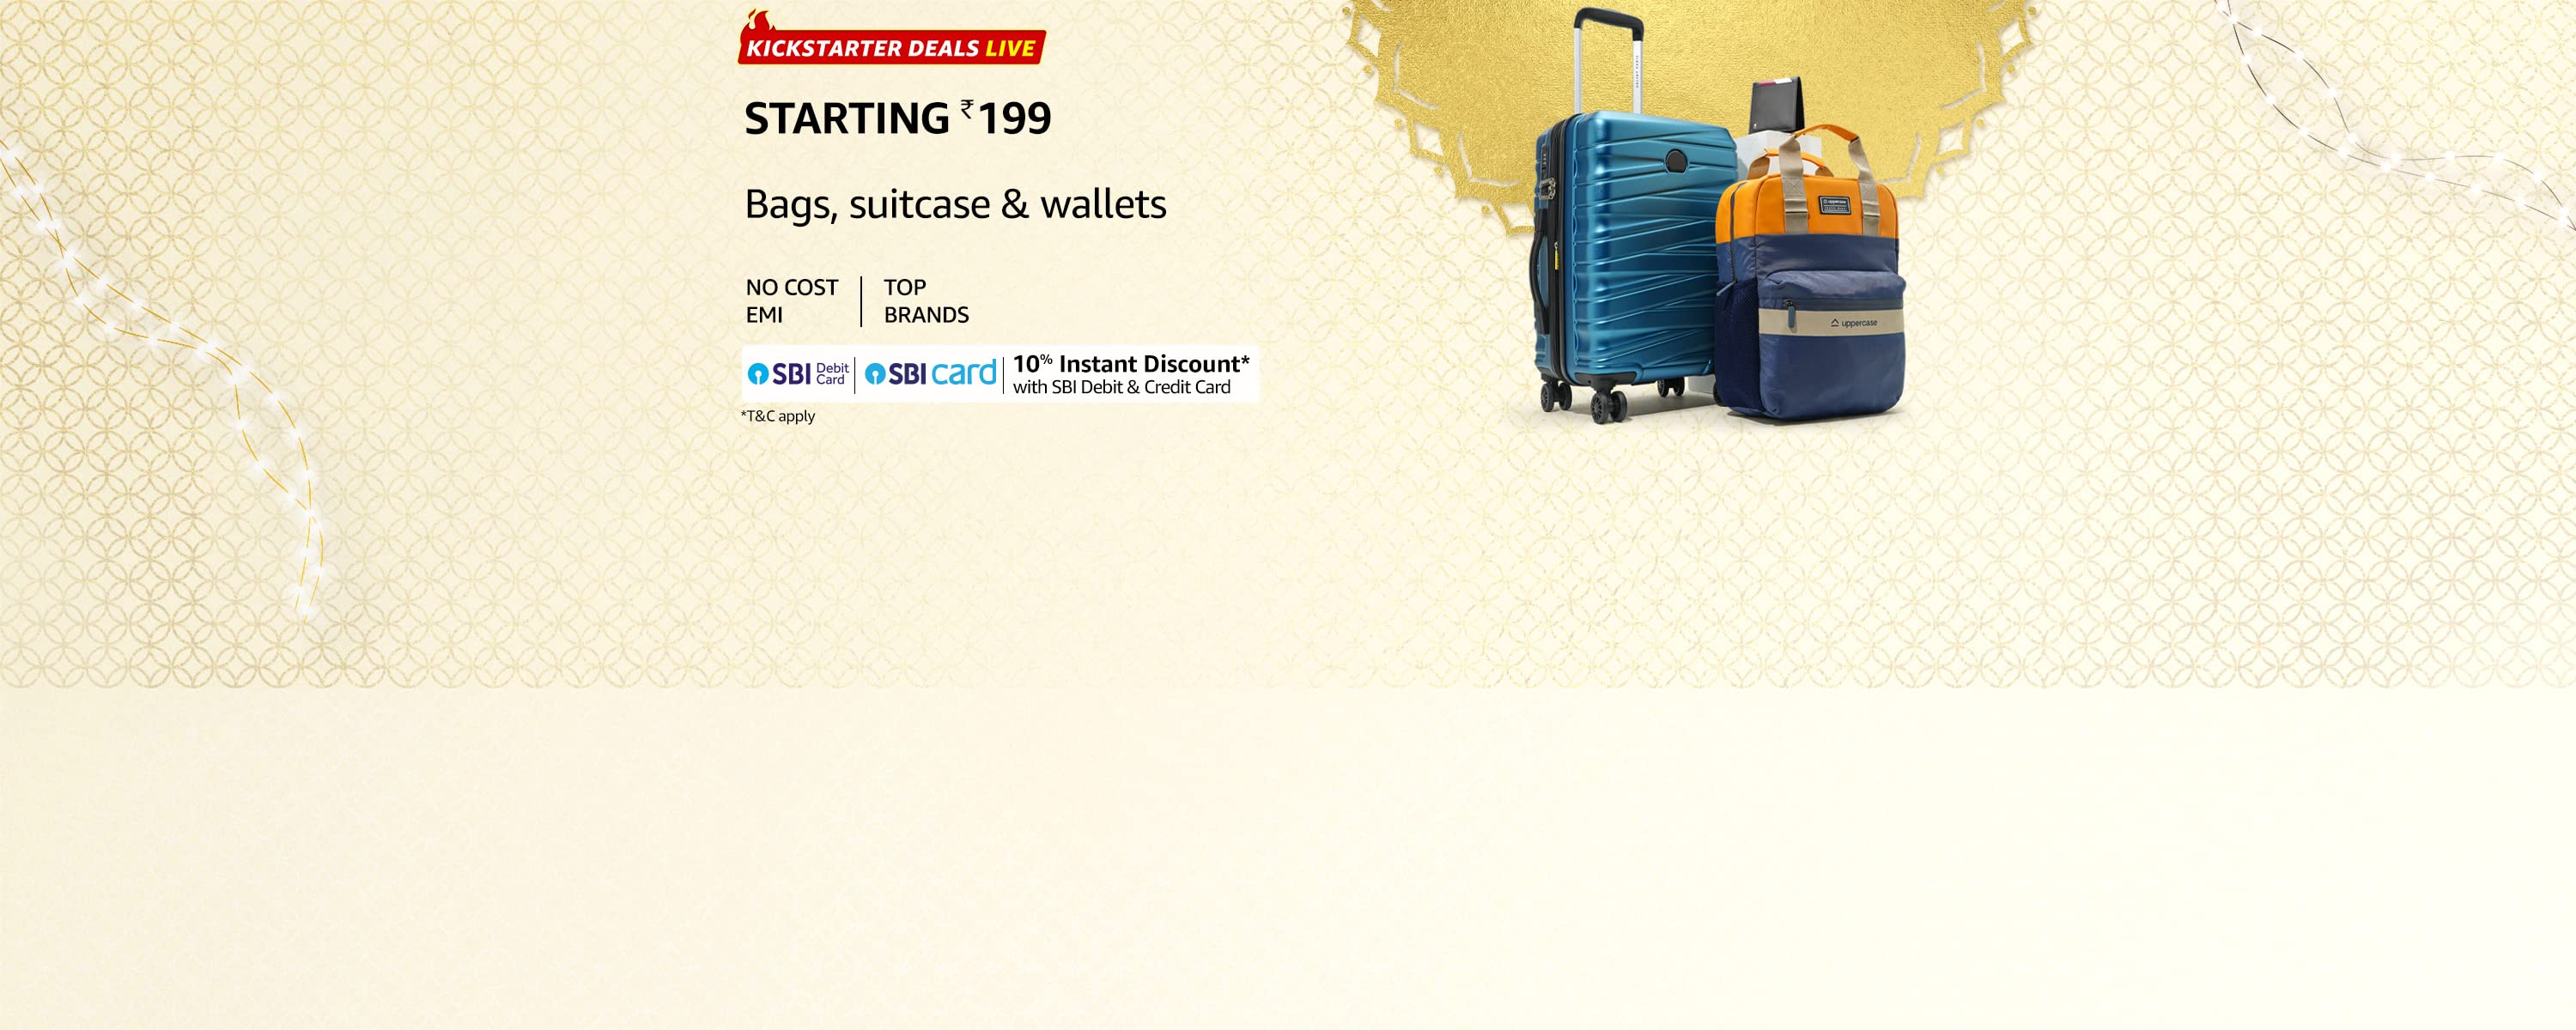 KICKSTARTER DEALS LIVE
STARTING ₹199
Bags, suitcase & wallets
NO COST
EMI
TOP
BRANDS
SBI Debit
Card
SBI card
10% Instant Discount*
with SBI Debit & Credit Card
*T&C apply
uppercase
uppercase